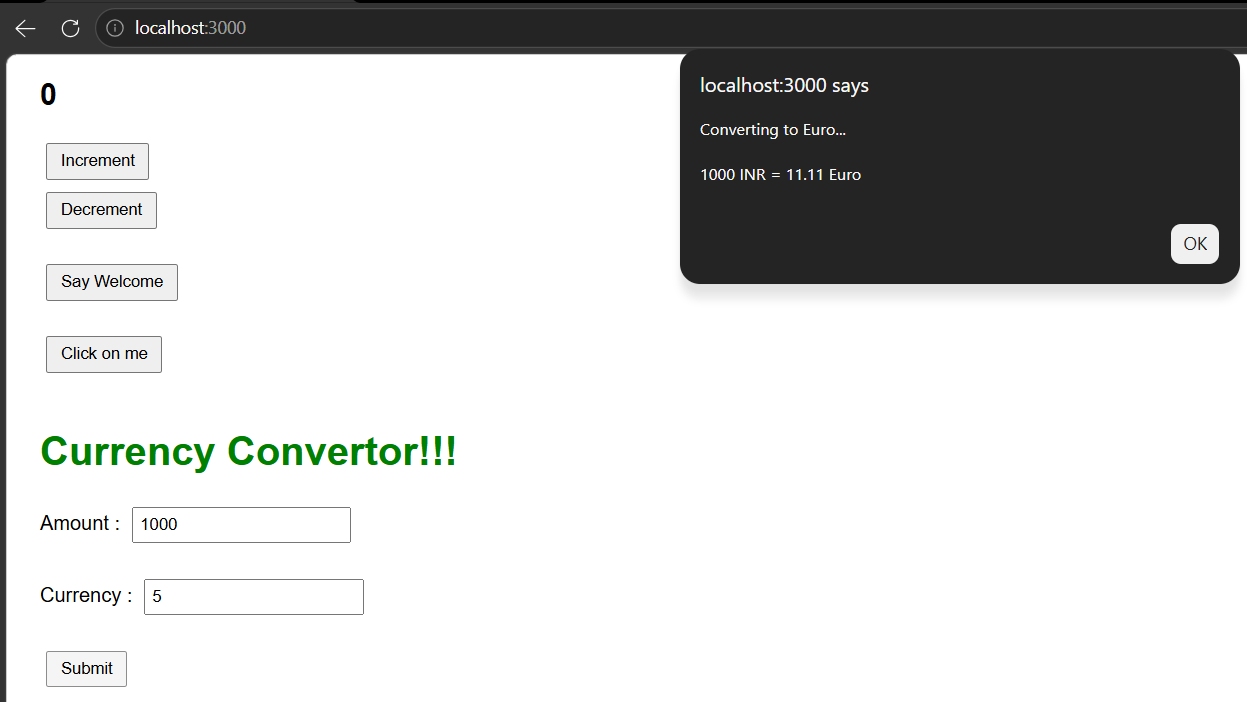 localhost:3000
localhost:3000 says
Converting to Euro...
1000 INR = 11.11 Euro
OK
0
Increment
Decrement
Say Welcome
Click on me
Currency Convertor!!!
Amount : 1000
Currency : 5
Submit